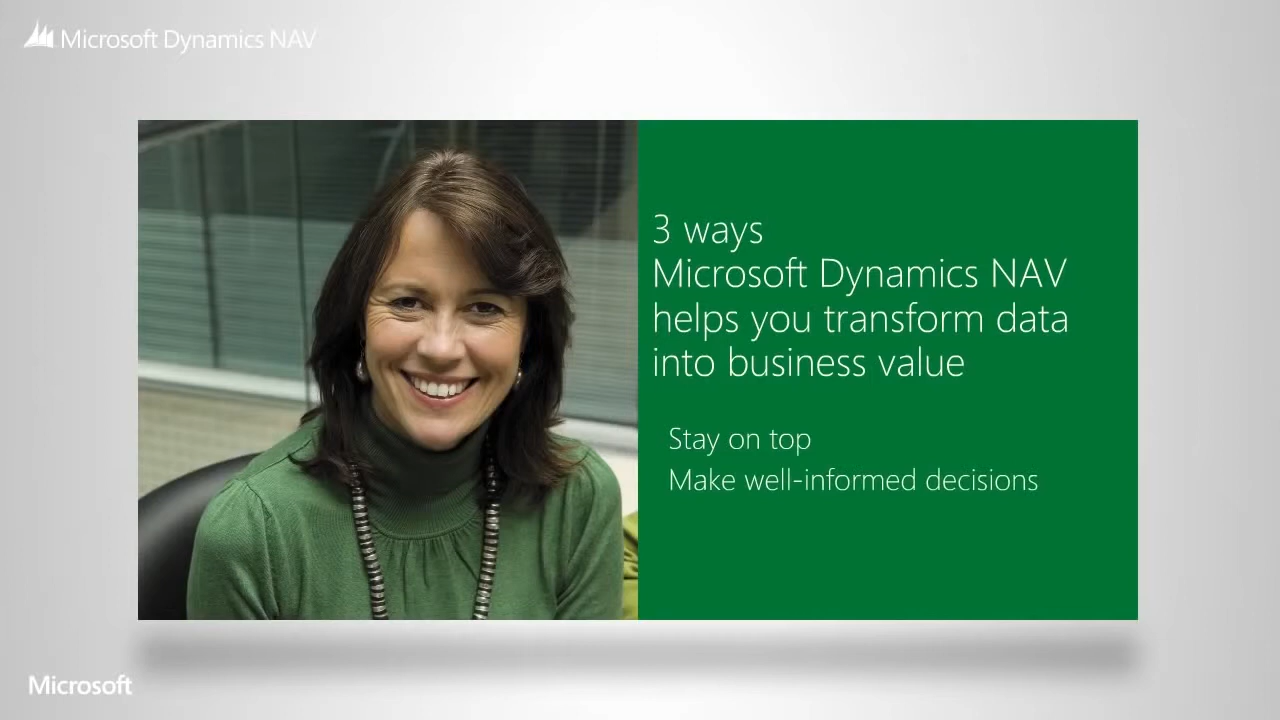 Microsoft Dynamics NAV
3 ways
Microsoft Dynamics NAV
helps you transform data
into business value
Stay on top
Make well-informed decisions
Microsoft